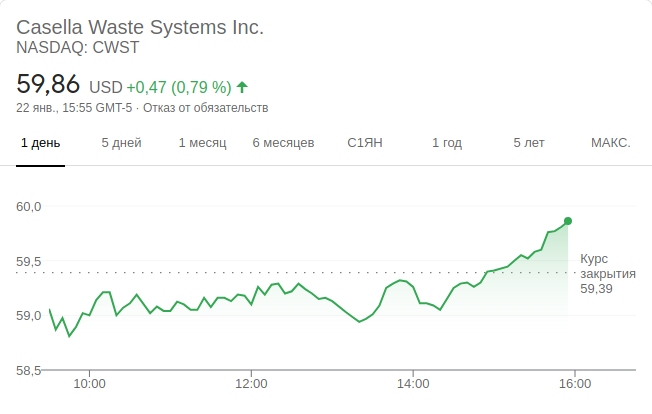 Casella Waste Systems Inc.
NASDAQ: CWST
59,86 USD +0,47 (0,79 %)
22 янв., 15:55 GMT-5 · Отказ от обязательств
1 день 5 дней 1 месяц 6 месяцев С1ЯН 1 год 5 лет МАКС.
60,0
59,5
Курс
закрытия
59,39
59,0
58,5
10:00 12:00 14:00 16:00